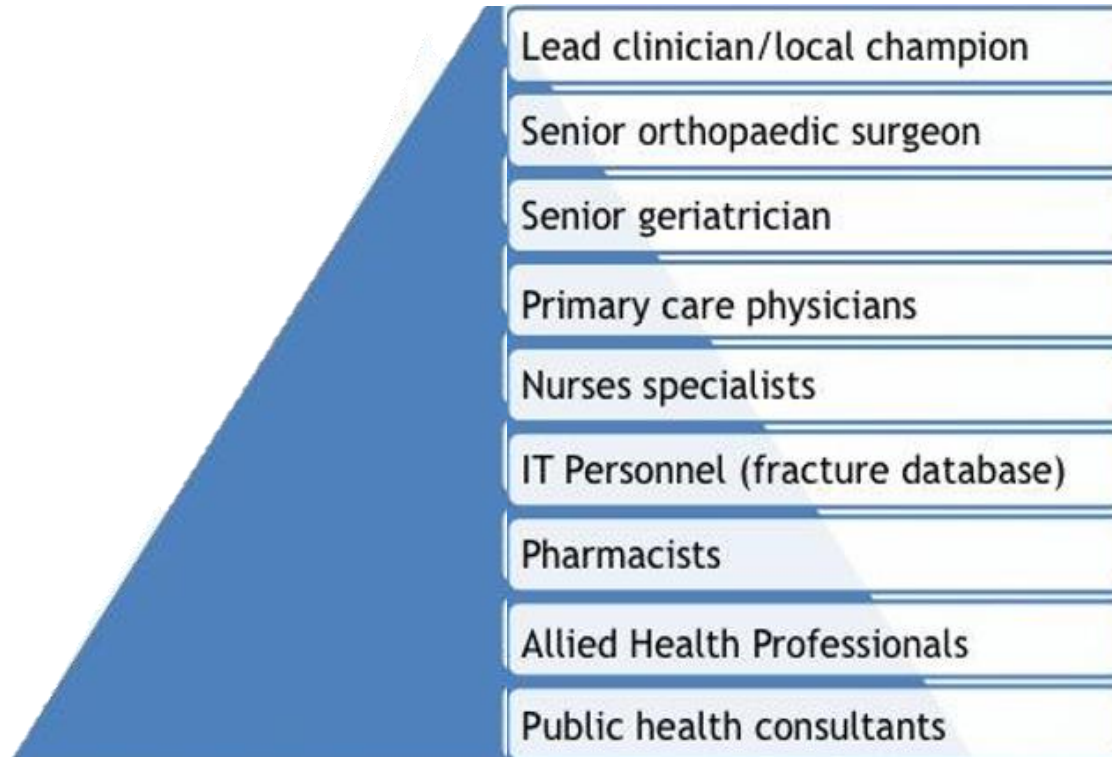 Lead clinician/local champion
Senior orthopaedic surgeon
Senior geriatrician
Primary care physicians
Nurses specialists
IT Personnel (fracture database)
Pharmacists
Allied Health Professionals
Public health consultants